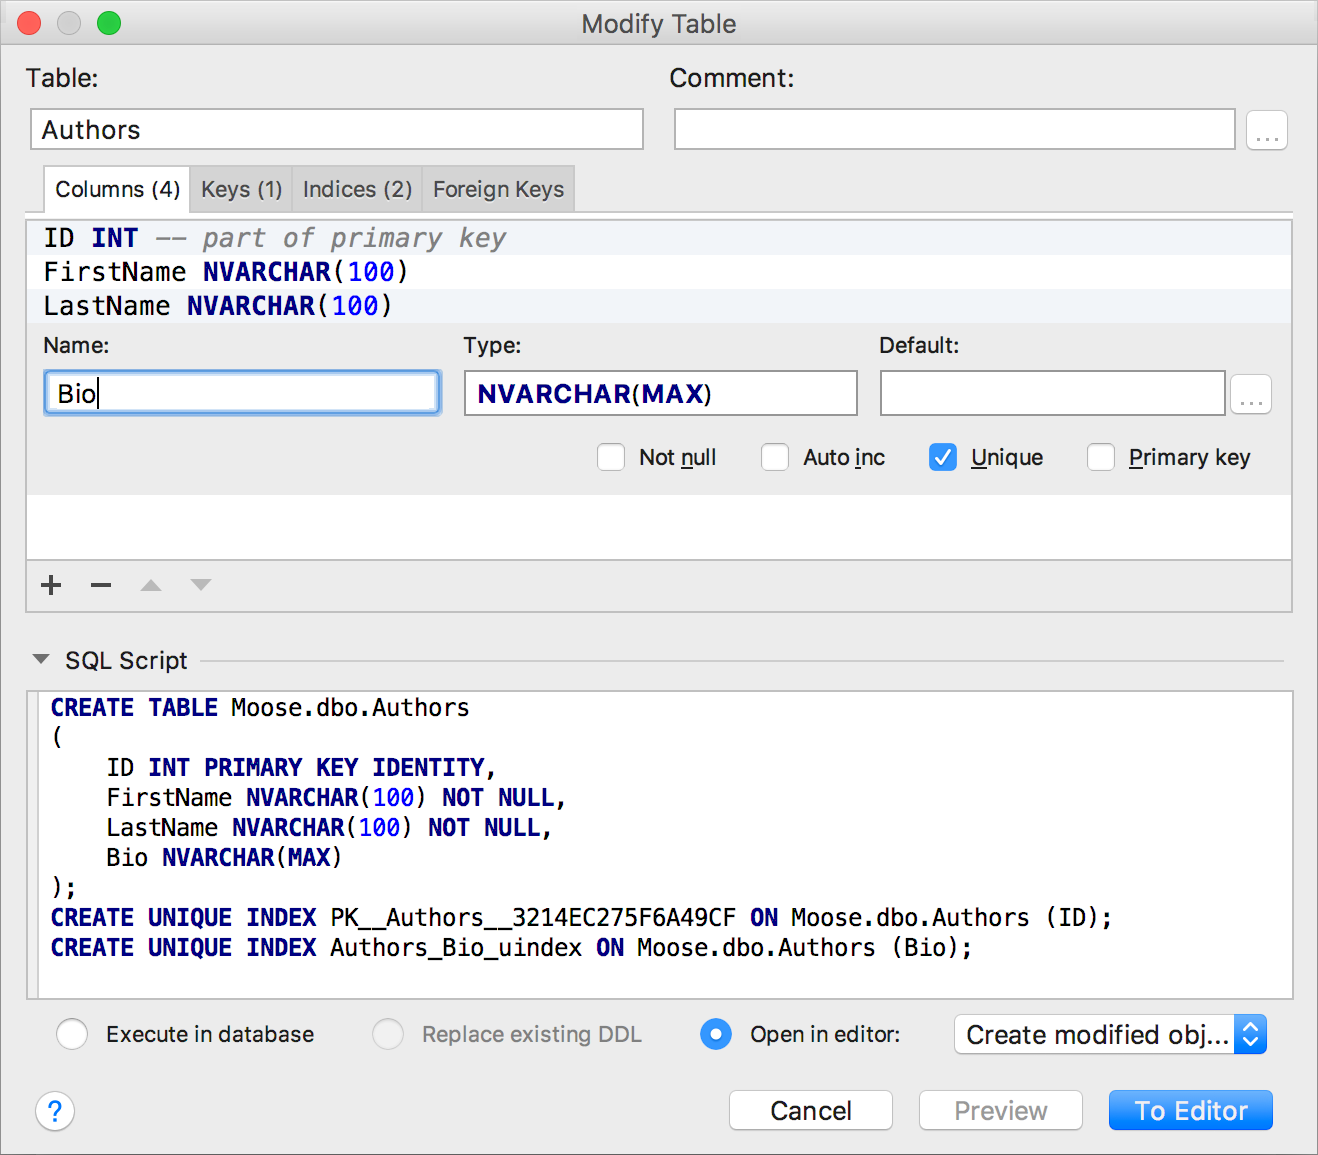 Modify Table
Table:
Comment:
Authors
...
Columns (4) Keys (1) Indices (2) Foreign Keys
ID INT -- part of primary key
FirstName NVARCHAR(100)
LastName NVARCHAR(100)
Name: Type: Default:
Bio NVARCHAR(MAX) ...
Not null Auto inc Unique Primary key
SQL Script
CREATE TABLE Moose.dbo.Authors
(
    ID INT PRIMARY KEY IDENTITY,
    FirstName NVARCHAR(100) NOT NULL,
    LastName NVARCHAR(100) NOT NULL,
    Bio NVARCHAR(MAX)
);
CREATE UNIQUE INDEX PK__Authors__3214EC275F6A49CF ON Moose.dbo.Authors (ID);
CREATE UNIQUE INDEX Authors_Bio_uindex ON Moose.dbo.Authors (Bio);
Execute in database Replace existing DDL Open in editor: Create modified obj...
? Cancel Preview To Editor